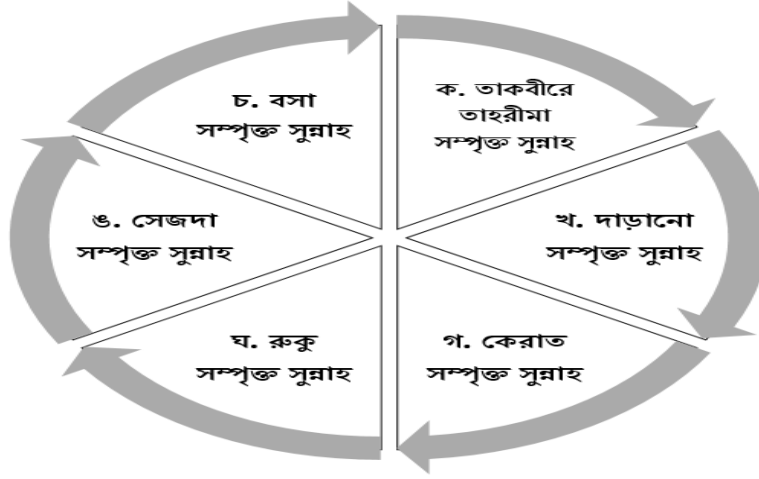 ক. তাকবীরে
তাহরীমা
সম্পৃক্ত সুন্নাহ
খ. দাড়ানো
সম্পৃক্ত সুন্নাহ
গ. কেরাত
সম্পৃক্ত সুন্নাহ
ঘ. রুকু
সম্পৃক্ত সুন্নাহ
ঙ. সেজদা
সম্পৃক্ত সুন্নাহ
চ. বসা
সম্পৃক্ত সুন্নাহ